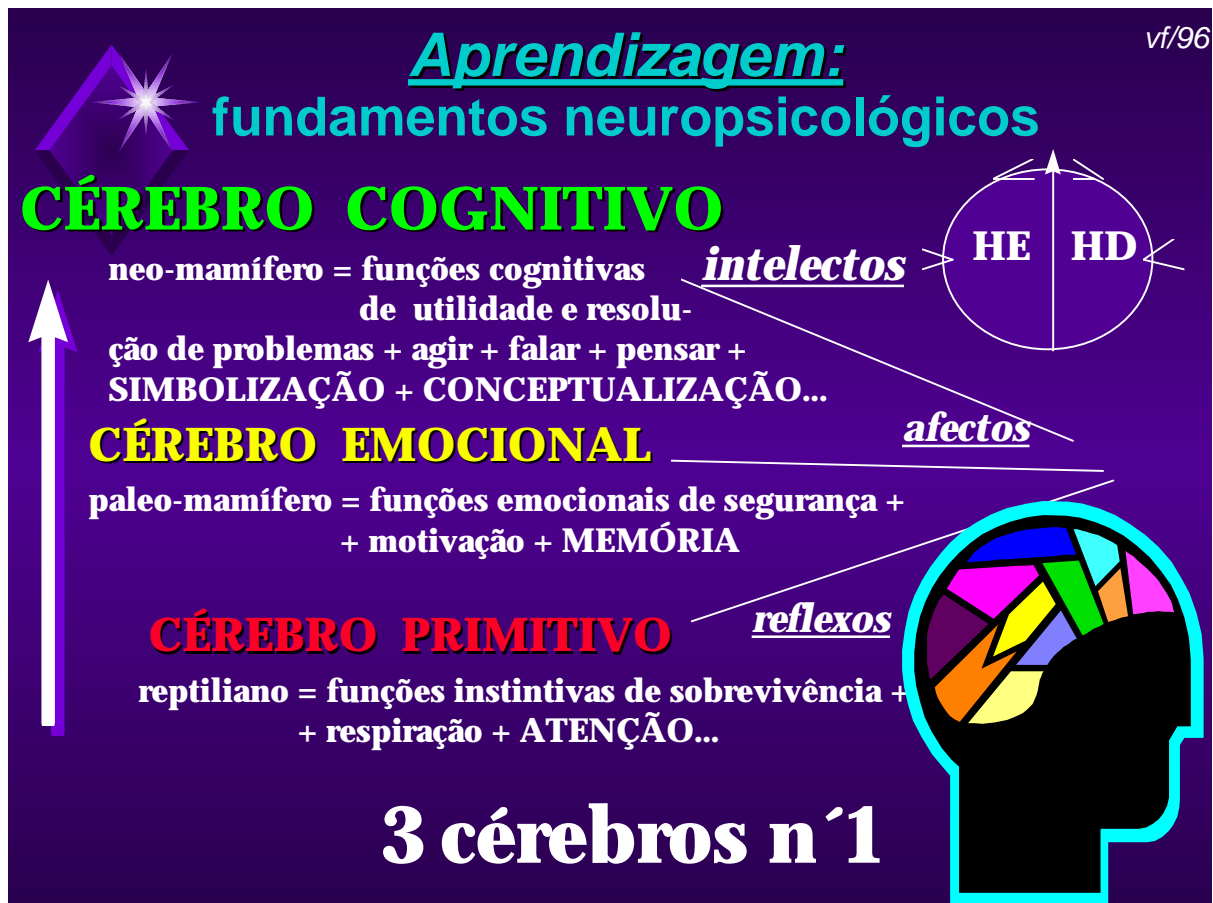 vf/96
Aprendizagem:
fundamentos neuropsicológicos
CÉREBRO COGNITIVO
neo-mamífero = funções cognitivas
de utilidade e resolu-
ção de problemas + agir + falar + pensar +
SIMBOLIZAÇÃO + CONCEPTUALIZAÇÃO...
intelectos
HE HD
CÉREBRO EMOCIONAL
afectos
paleo-mamífero = funções emocionais de segurança +
+ motivação + MEMÓRIA
CÉREBRO PRIMITIVO
reflexos
reptiliano = funções instintivas de sobrevivência +
+ respiração + ATENÇÃO...
3 cérebros n´1